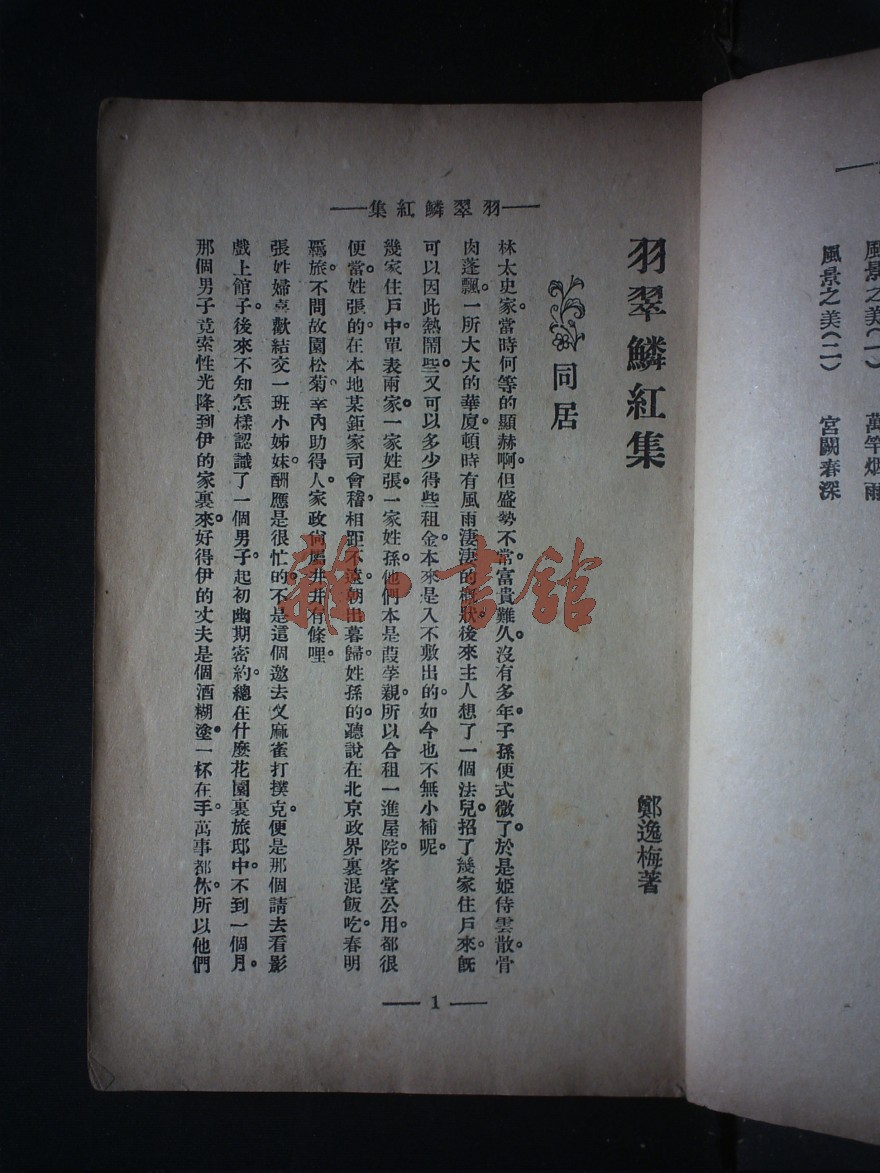 風景之美(一)　萬竿烟雨
風景之美(二)　宮闕春深
羽翠鱗紅集
羽翠鱗紅集
鄭逸梅著
同居
林太史家當時何等的顯赫啊。但盛勢不常富貴難久。沒有多年。子孫便式微了。於是姬侍雲散骨
肉蓬飄。一所大大的華廈。頓時有風雨淒淒的概狀。後來主人想了一個法兒。招了幾家住戶來。旣
可以因此熱鬧些。又可以多少得些租金。本來是入不敷出的。如今也不無小補呢。
幾家住戶中。單表兩家。一家姓張。一家姓孫。他們本是葭莩親。所以合租一進屋院。客堂公用。都很
便當。姓張的。在本地某鉅家司會稽。相距不遠。朝出暮歸。姓孫的。聽說在北京政界裏混飯吃。春明
羈旅。不問故園松菊。幸內助得人。家政尙屬井井有條哩。
張姓婦喜歡結交一班小姊妹。酬應是很忙的。不是這個邀去叉麻雀打撲克。便是那個請去看影
戲上館子。後來不知怎樣認識了一個男子。起初幽期密約。總在什麼花園裏旅邸中。不到一個月。
那個男子竟索性光降到伊的家裏來。好得伊的丈夫是個酒糊塗。一杯在手。萬事都休。所以他們
1
雜·書館